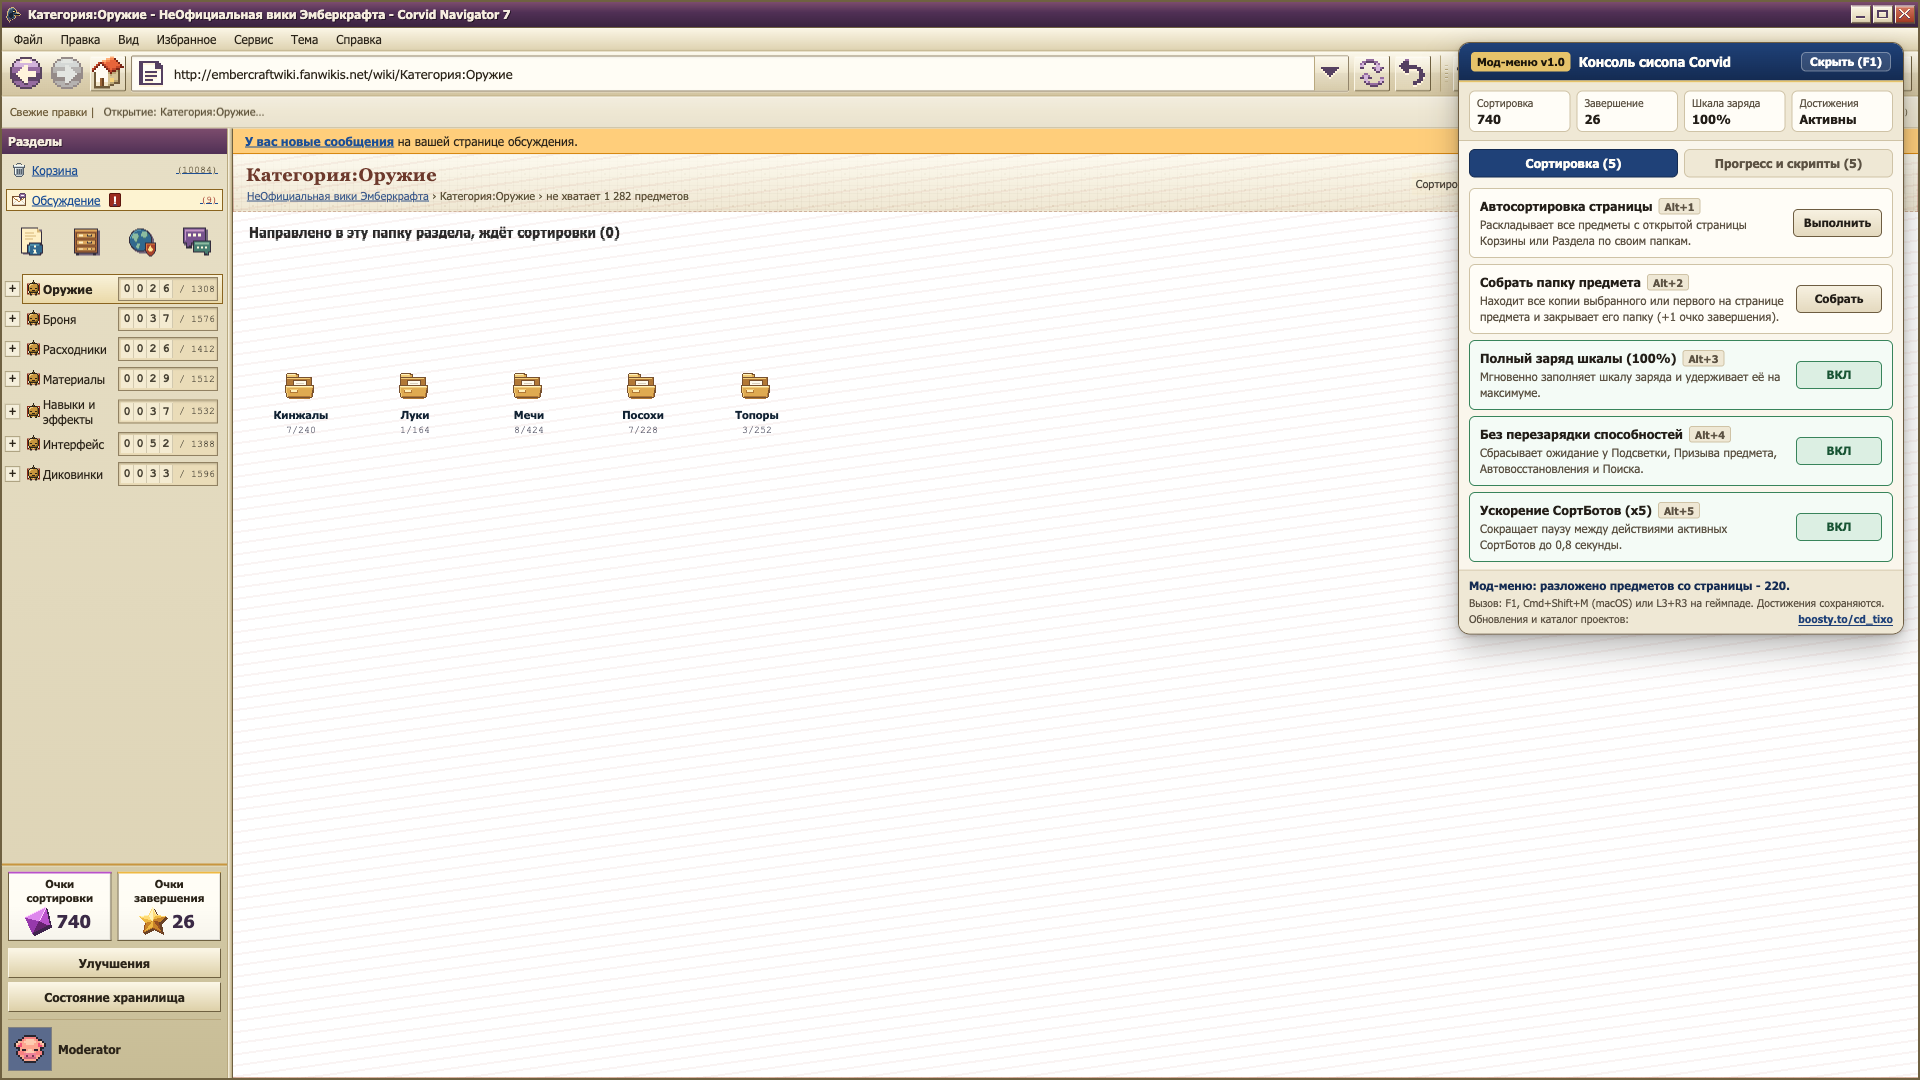 Категория:Оружие - НеОфициальная вики Эмберкрафта - Corvid Navigator 7
Файл Правка Вид Избранное Сервис Тема Справка
http://embercraftwiki.fanwikis.net/wiki/Категория:Оружие
Свежие правки | Открытие: Категория:Оружие...
Разделы
Корзина (10084)
Обсуждение ! (9)
+ Оружие 0 0 2 6 / 1308
+ Броня 0 0 3 7 / 1576
+ Расходники 0 0 2 6 / 1412
+ Материалы 0 0 2 9 / 1512
+ Навыки и эффекты 0 0 3 7 / 1532
+ Интерфейс 0 0 5 2 / 1388
+ Диковинки 0 0 3 3 / 1596
Очки сортировки
740
Очки завершения
26
Улучшения
Состояние хранилища
Moderator
У вас новые сообщения на вашей странице обсуждения.
Категория:Оружие
НеОфициальная вики Эмберкрафта › Категория:Оружие › не хватает 1 282 предметов
Сортиро
Направлено в эту папку раздела, ждёт сортировки (0)
Кинжалы
7/240
Луки
1/164
Мечи
8/424
Посохи
7/228
Топоры
3/252
Мод-меню v1.0 Консоль сисопа Corvid Скрыть (F1)
Сортировка
740
Завершение
26
Шкала заряда
100%
Достижения
Активны
Сортировка (5)
Прогресс и скрипты (5)
Автосортировка страницы Alt+1
Раскладывает все предметы с открытой страницы
Корзины или Раздела по своим папкам.
Выполнить
Собрать папку предмета Alt+2
Находит все копии выбранного или первого на странице
предмета и закрывает его папку (+1 очко завершения).
Собрать
Полный заряд шкалы (100%) Alt+3
Мгновенно заполняет шкалу заряда и удерживает её на
максимуме.
ВКЛ
Без перезарядки способностей Alt+4
Сбрасывает ожидание у Подсветки, Призыва предмета,
Автовосстановления и Поиска.
ВКЛ
Ускорение СортБотов (x5) Alt+5
Сокращает паузу между действиями активных
СортБотов до 0,8 секунды.
ВКЛ
Мод-меню: разложено предметов со страницы - 220.
Вызов: F1, Cmd+Shift+M (macOS) или L3+R3 на геймпаде. Достижения сохраняются.
Обновления и каталог проектов: boosty.to/cd_tixo